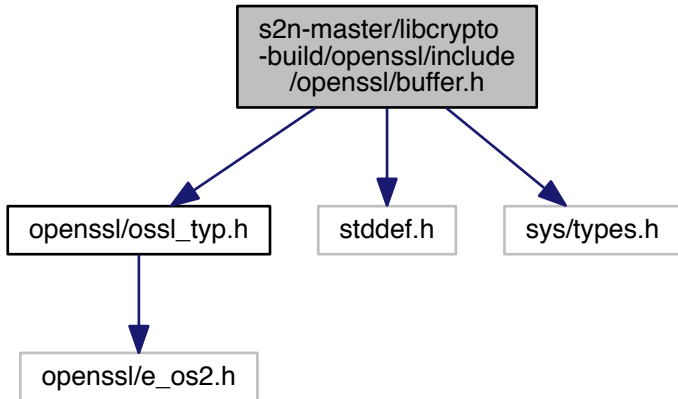 s2n-master/libcrypto
-build/openssl/include
/openssl/buffer.h
openssl/ossl_typ.h
stddef.h
sys/types.h
openssl/e_os2.h